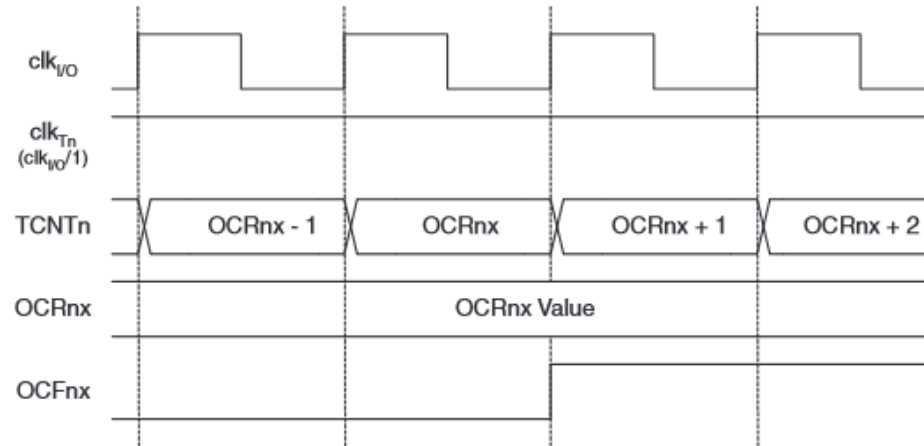 clkI/O
clkTn
(clkI/O/1)
TCNTn OCRnx - 1 OCRnx OCRnx + 1 OCRnx + 2
OCRnx OCRnx Value
OCFnx